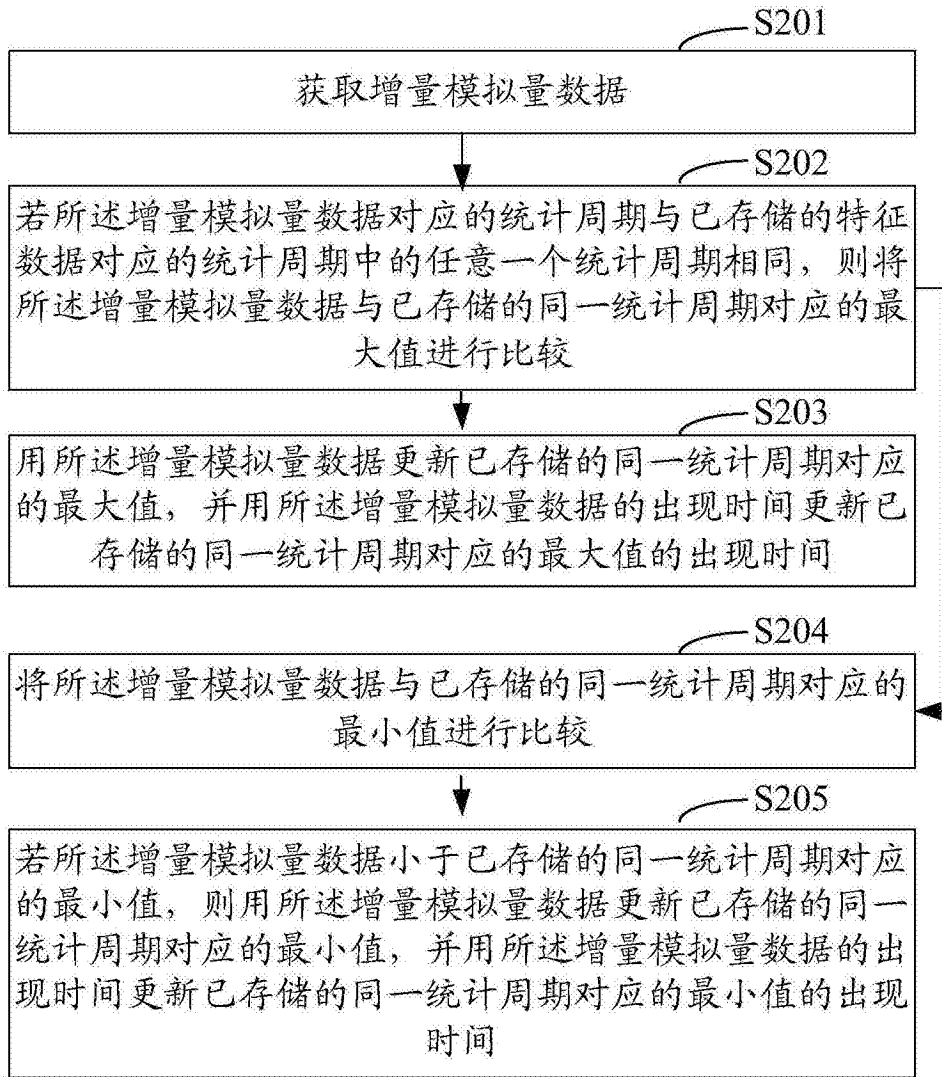 S201
获取增量模拟量数据
S202
若所述增量模拟量数据对应的统计周期与已存储的特征
数据对应的统计周期中的任意一个统计周期相同，则将
所述增量模拟量数据与已存储的同一统计周期对应的最
大值进行比较
S203
用所述增量模拟量数据更新已存储的同一统计周期对应
的最大值，并用所述增量模拟量数据的出现时间更新已
存储的同一统计周期对应的最大值的出现时间
S204
将所述增量模拟量数据与已存储的同一统计周期对应的
最小值进行比较
S205
若所述增量模拟量数据小于已存储的同一统计周期对应
的最小值，则用所述增量模拟量数据更新已存储的同一
统计周期对应的最小值，并用所述增量模拟量数据的出
现时间更新已存储的同一统计周期对应的最小值的出现
时间